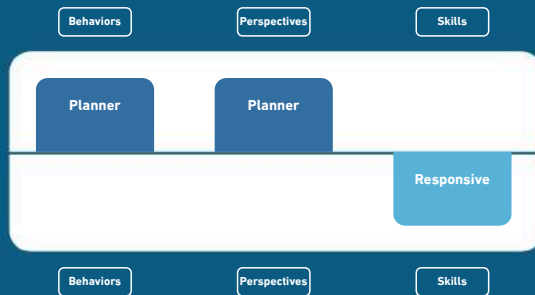 Behaviors
Perspectives
Skills
Planner
Planner
Responsive
Behaviors
Perspectives
Skills